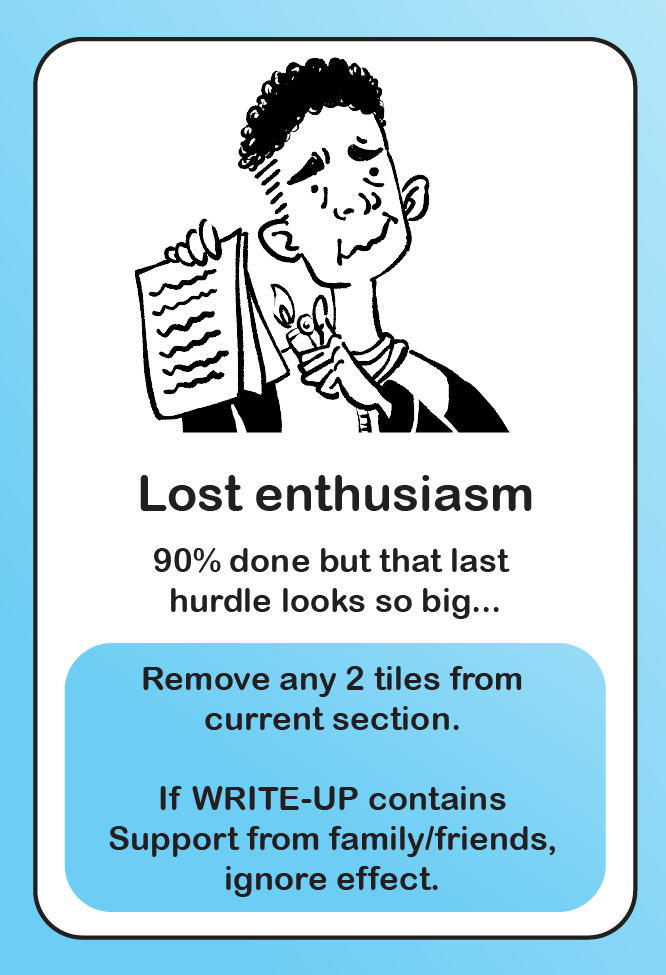 Lost enthusiasm
90% done but that last
hurdle looks so big...
Remove any 2 tiles from
current section.
If WRITE-UP contains
Support from family/friends,
ignore effect.